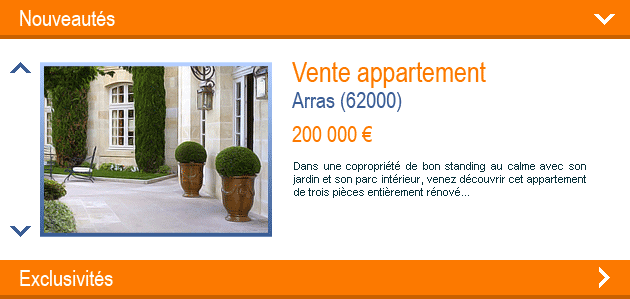 Nouveautés
Vente appartement
Arras (62000)
200 000 €
Dans une copropriété de bon standing au calme avec son
jardin et son parc intérieur, venez découvrir cet appartement
de trois pièces entièrement rénové...
Exclusivités